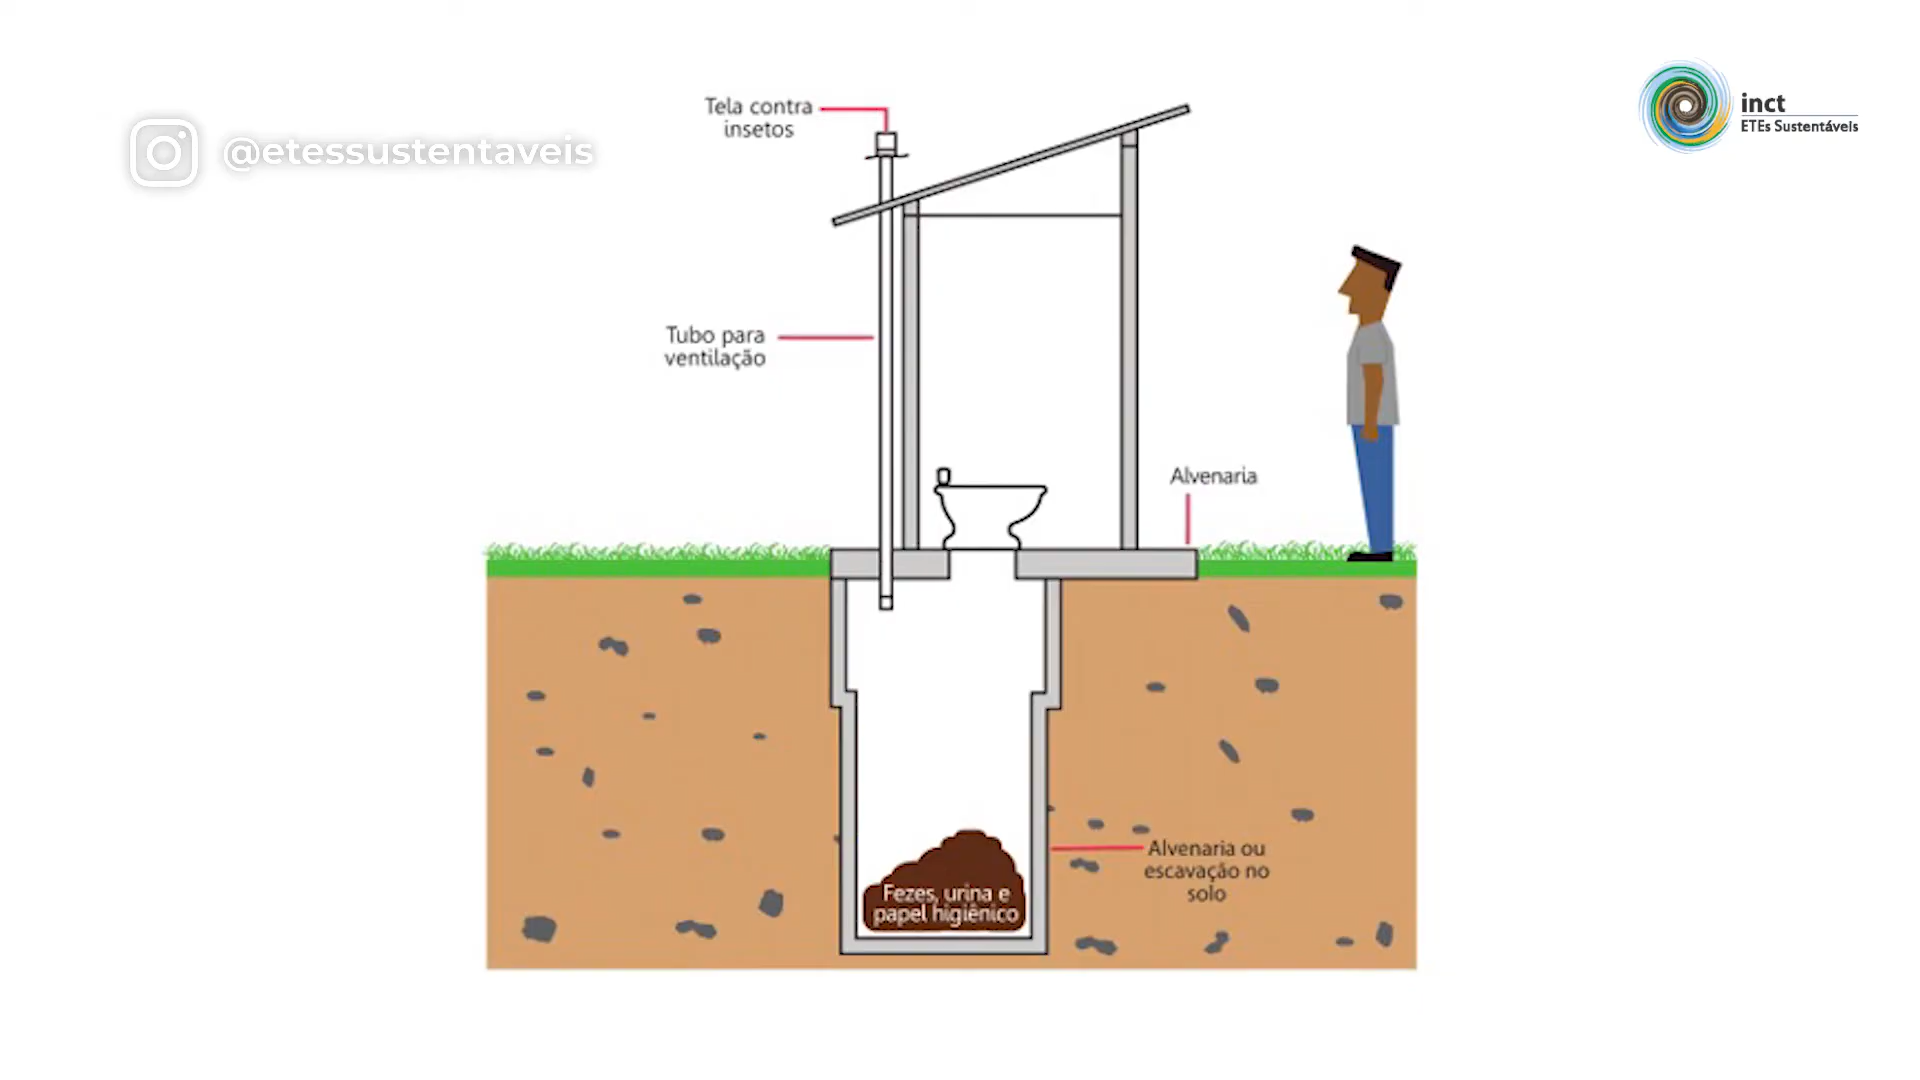 Tela contra
insetos
@etessustentaveis
inct
ETEs Sustentáveis
Tubo para
ventilação
Alvenaria
Alvenaria ou
escavação no
solo
Fezes, urina e
papel higiênico